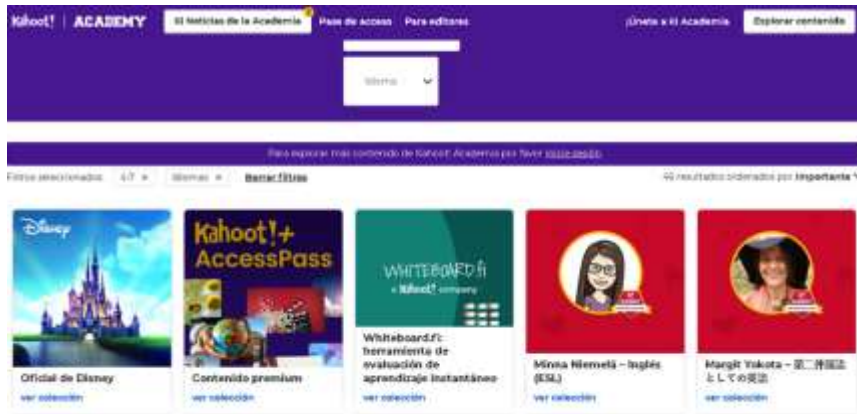 Kahoot! ACADEMY Noticias de la Academia Pase de acceso Para editores ¡Únete a la Academia Explorar contenido
Idioma
Para explorar más contenido de Kahoot! Academia por favor inicie sesión.
Filtros seleccionados 4-7 × Idiomas × Borrar filtros resultados ordenados por Importante
Disney
Kahoot!+
AccessPass
WHITEBOARD.fi
a Kahoot! company
Oficial de Disney
ver colección
Contenido premium
ver colección
Whiteboard.fi:
herramienta de
evaluación de
aprendizaje instantáneo
ver colección
Minna Niemelä – Inglés
(ESL)
ver colección
Margit Yokota – 第二外国語
としての英語
ver colección